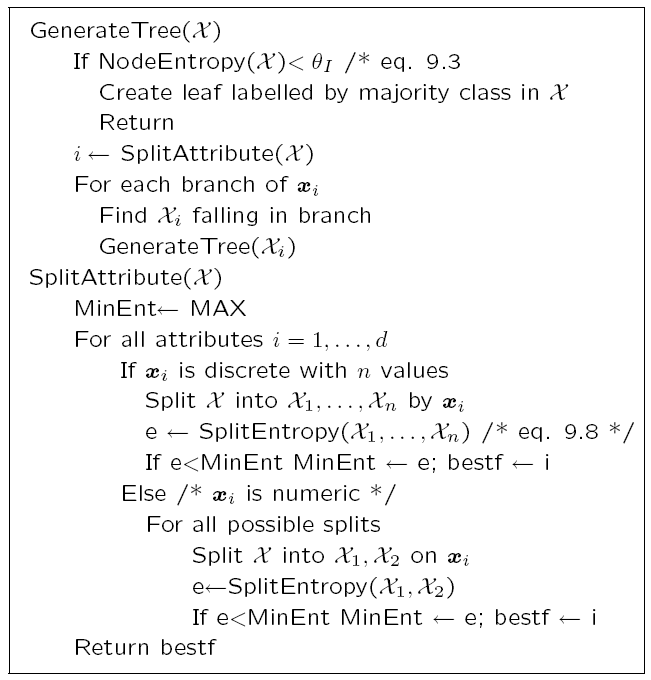 GenerateTree(𝒳)
If NodeEntropy(𝒳)< θ_I /* eq. 9.3
Create leaf labelled by majority class in 𝒳
Return
i ← SplitAttribute(𝒳)
For each branch of 𝒙_i
Find 𝒳_i falling in branch
GenerateTree(𝒳_i)
SplitAttribute(𝒳)
MinEnt← MAX
For all attributes i = 1, . . . , d
If 𝒙_i is discrete with n values
Split 𝒳 into 𝒳_1, . . . , 𝒳_n by 𝒙_i
e ← SplitEntropy(𝒳_1, . . . , 𝒳_n) /* eq. 9.8 */
If e<MinEnt MinEnt ← e; bestf ← i
Else /* 𝒙_i is numeric */
For all possible splits
Split 𝒳 into 𝒳_1, 𝒳_2 on 𝒙_i
e←SplitEntropy(𝒳_1, 𝒳_2)
If e<MinEnt MinEnt ← e; bestf ← i
Return bestf